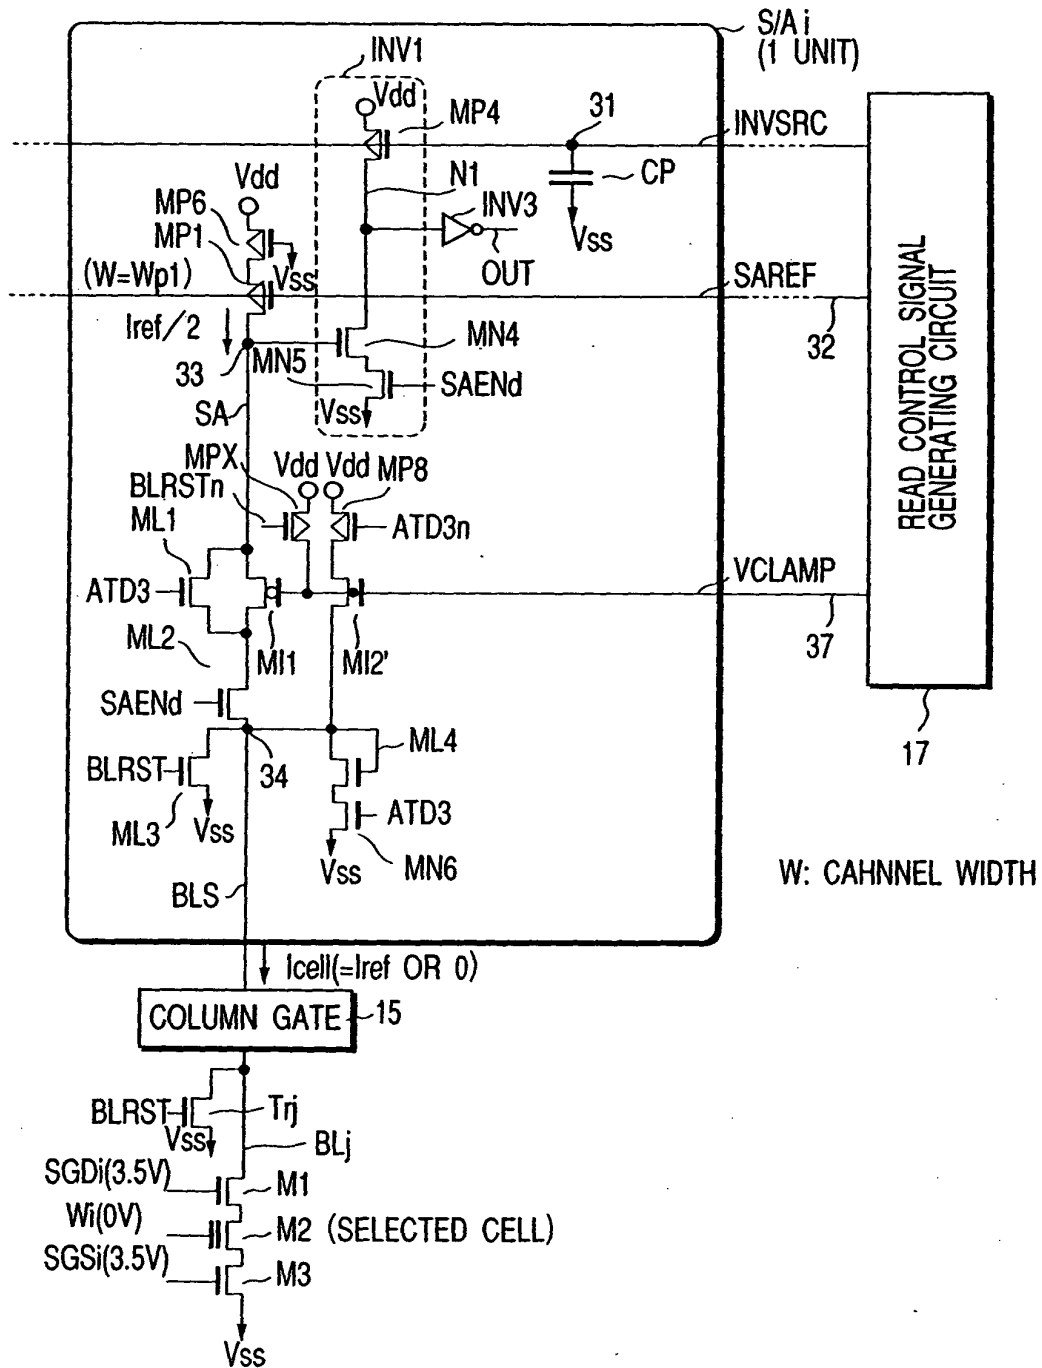 S/Ai
(1 UNIT)
INV1
Vdd
MP4
31
INVSRC
N1
CP
Vdd
INV3
MP6
MP1
Vss
OUT
Vss
(W=Wp1)
SAREF
Iref/2
32
33
MN4
MN5
SAENd
SA
Vss
MPX
Vdd
Vdd
MP8
BLRSTn
ML1
ATD3n
VCLAMP
ATD3
37
ML2
MI1
MI2'
SAENd
ML4
BLRST
34
ATD3
ML3
Vss
Vss
MN6
BLS
READ CONTROL SIGNAL
GENERATING CIRCUIT
17
W: CAHNNEL WIDTH
Icell(=Iref OR 0)
COLUMN GATE
15
BLRST
Trj
Vss
BLj
SGDi(3.5V)
M1
Wi(0V)
M2 (SELECTED CELL)
SGSi(3.5V)
M3
Vss